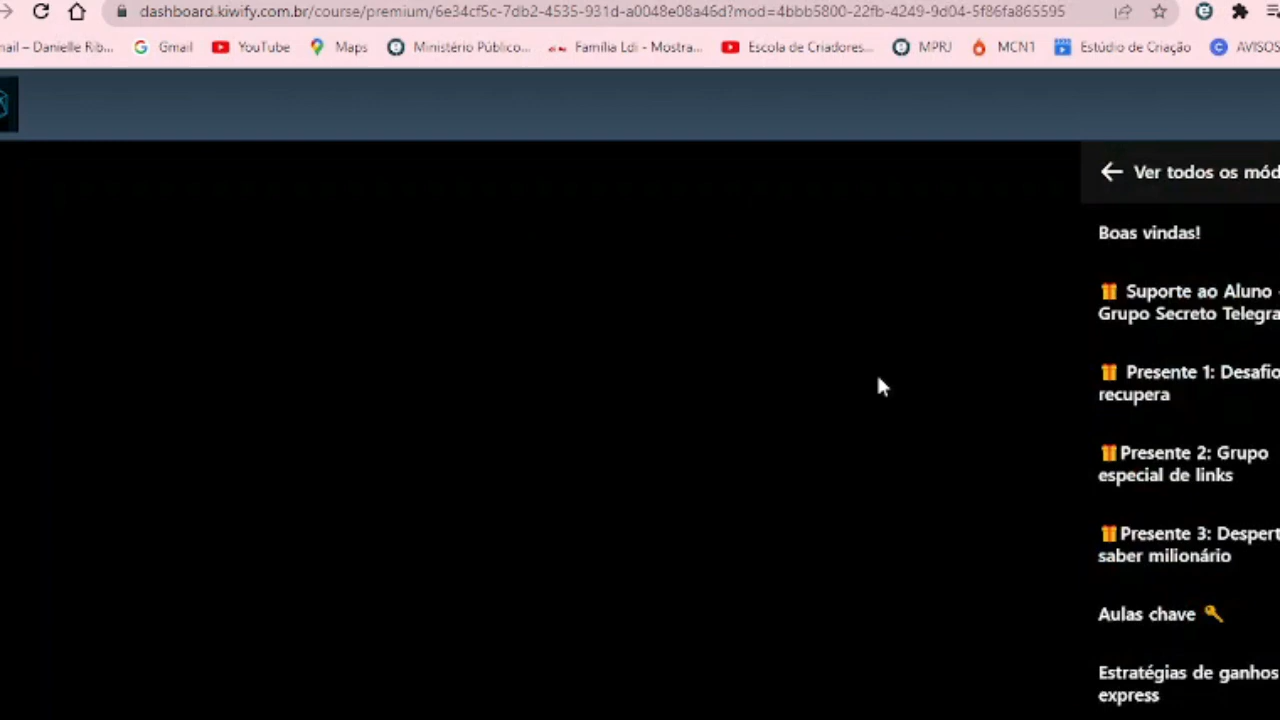 dashboard.kiwify.com.br/course/premium/6e34cf5c-7db2-4535-931d-a0048e08a46d?mod=4bbb5800-22fb-4249-9d04-5f86fa865595
nail – Danielle Rib... Gmail YouTube Maps Ministério Público... Família Ldi - Mostra... Escola de Criadores... MPRJ MCN1 Estúdio de Criação AVISOS
Ver todos os mód
Boas vindas!
🎁 Suporte ao Aluno -
Grupo Secreto Telegra
🎁 Presente 1: Desafio
recupera
🎁Presente 2: Grupo
especial de links
🎁Presente 3: Despert
saber milionário
Aulas chave 🔑
Estratégias de ganhos
express